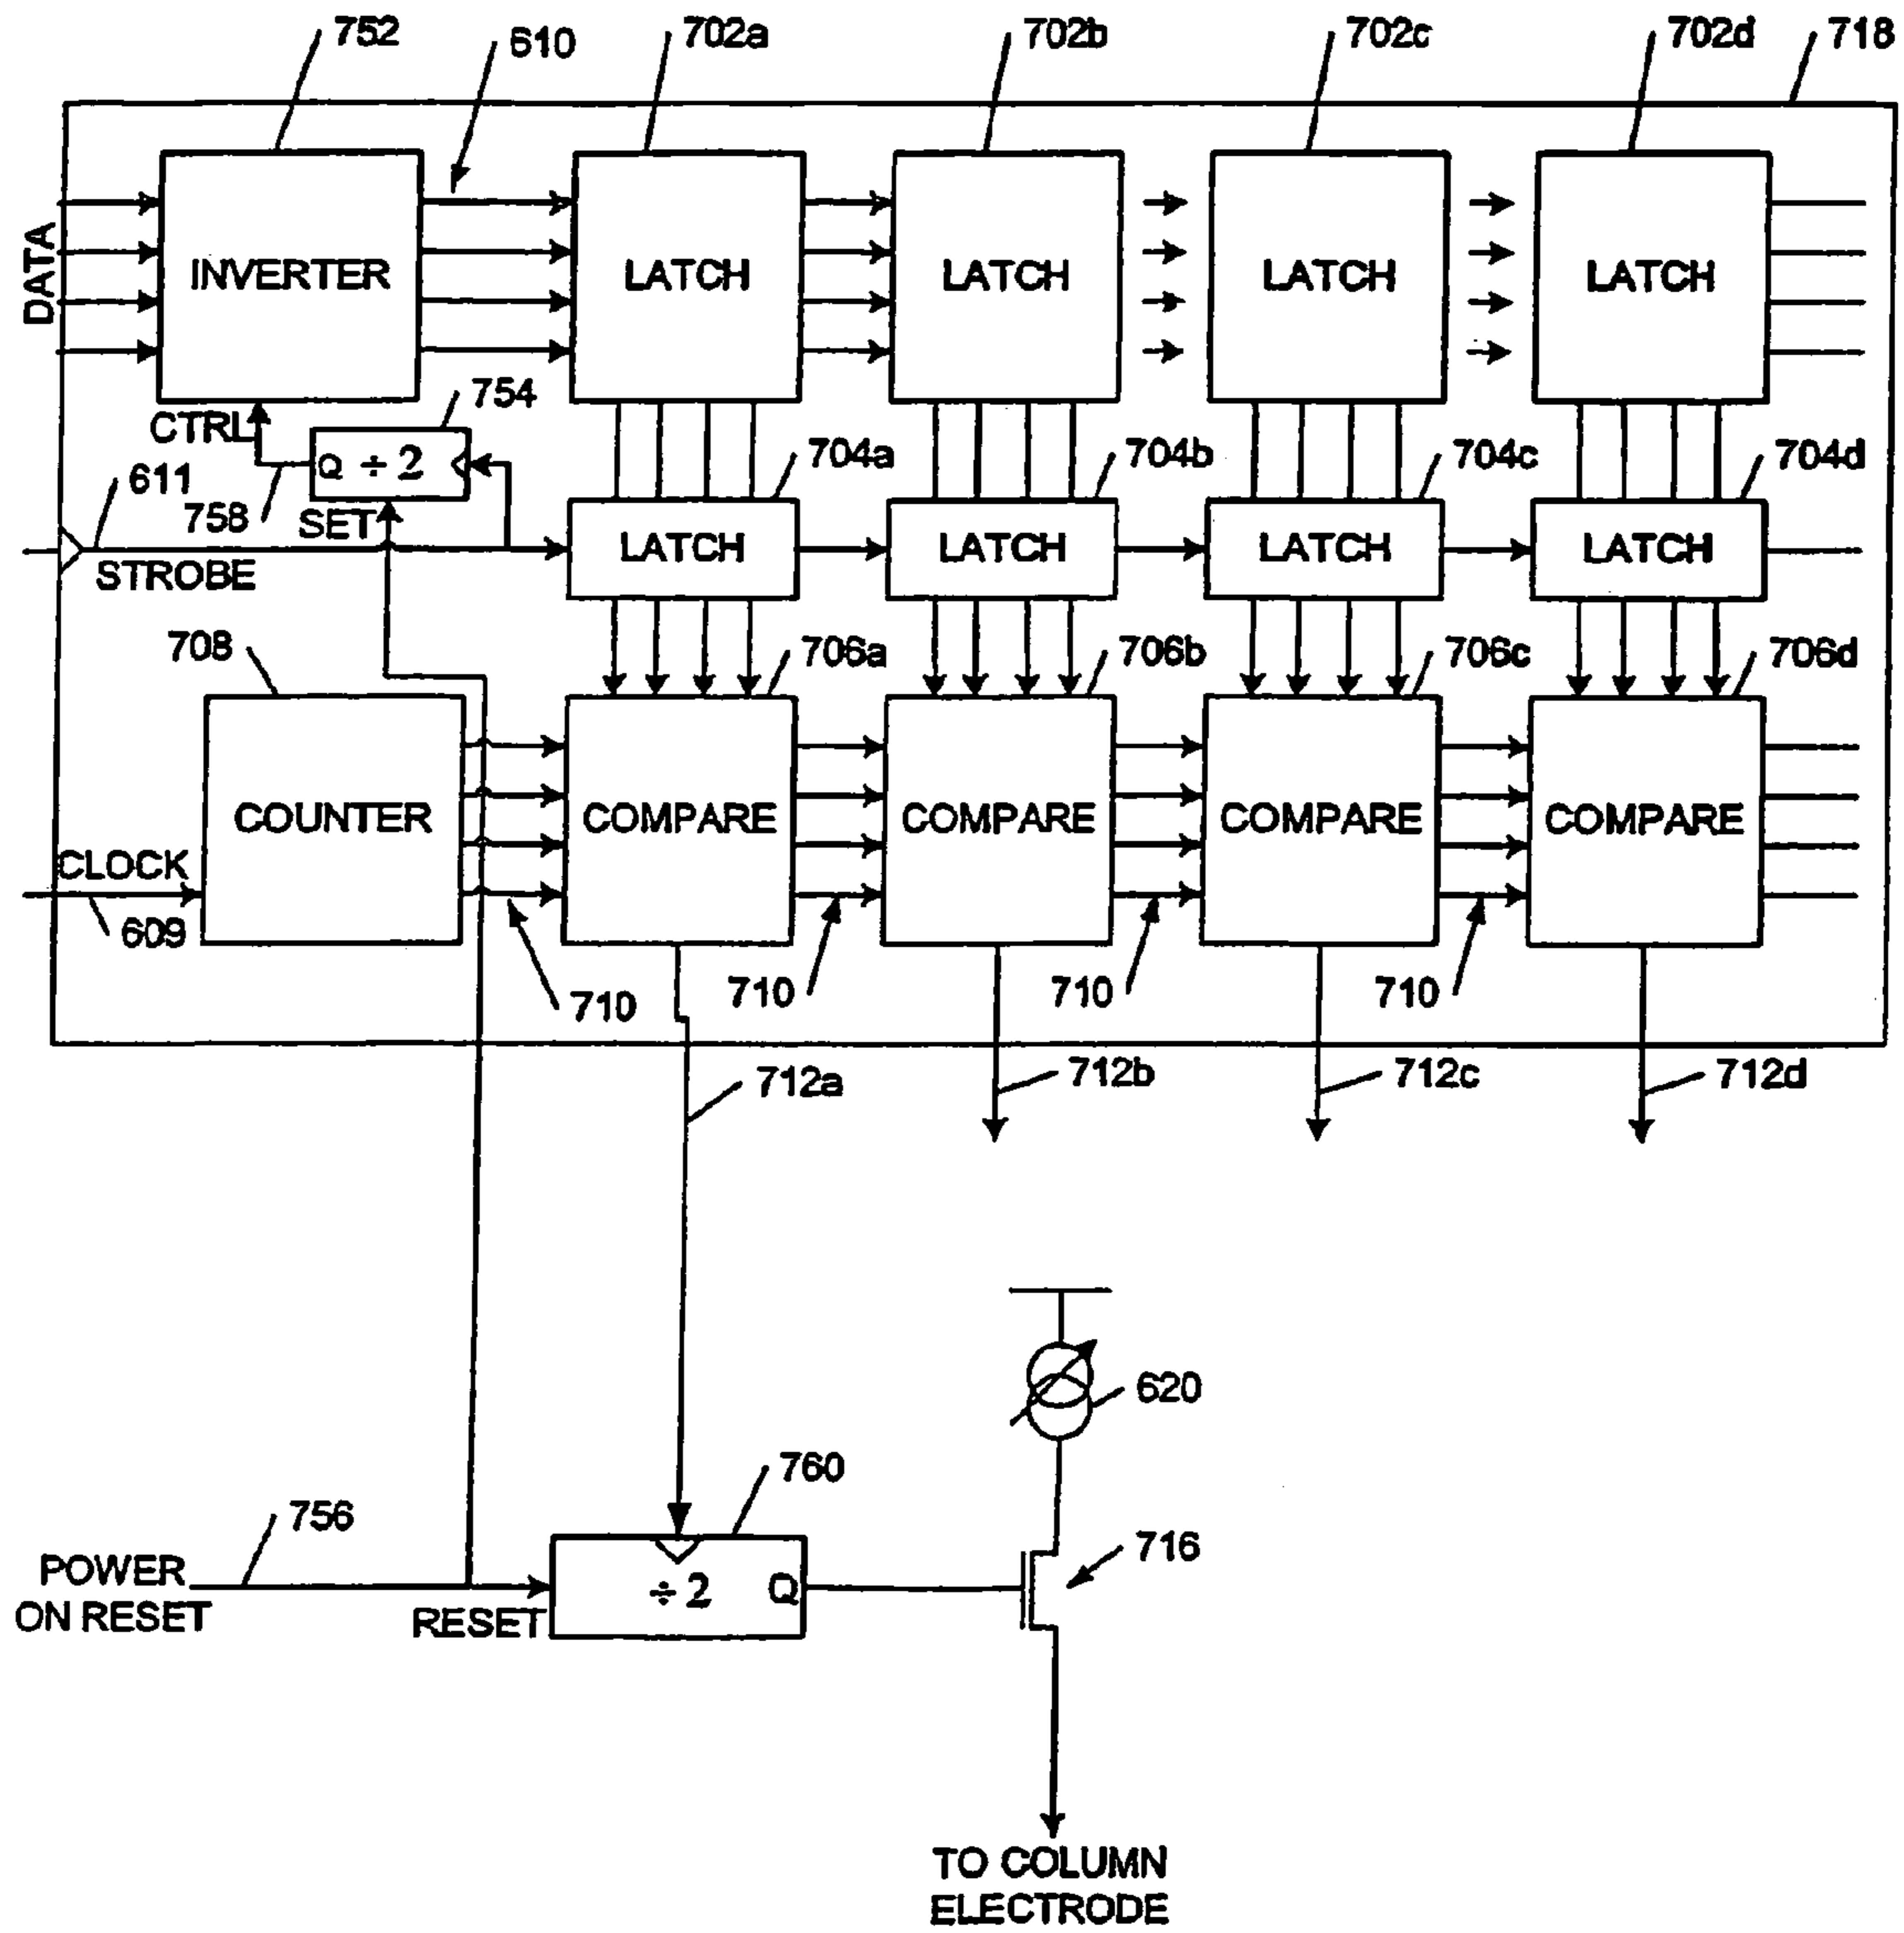 752
610
702a
702b
702c
702d
718
DATA
INVERTER
LATCH
LATCH
LATCH
LATCH
CTRL
754
Q ÷ 2
704a
704b
704c
704d
611
758
SET
LATCH
LATCH
LATCH
LATCH
STROBE
708
706a
706b
706c
706d
COUNTER
COMPARE
COMPARE
COMPARE
COMPARE
CLOCK
609
710
710
710
710
712a
712b
712c
712d
620
760
756
716
POWER
ON RESET
RESET
÷ 2 Q
TO COLUMN
ELECTRODE